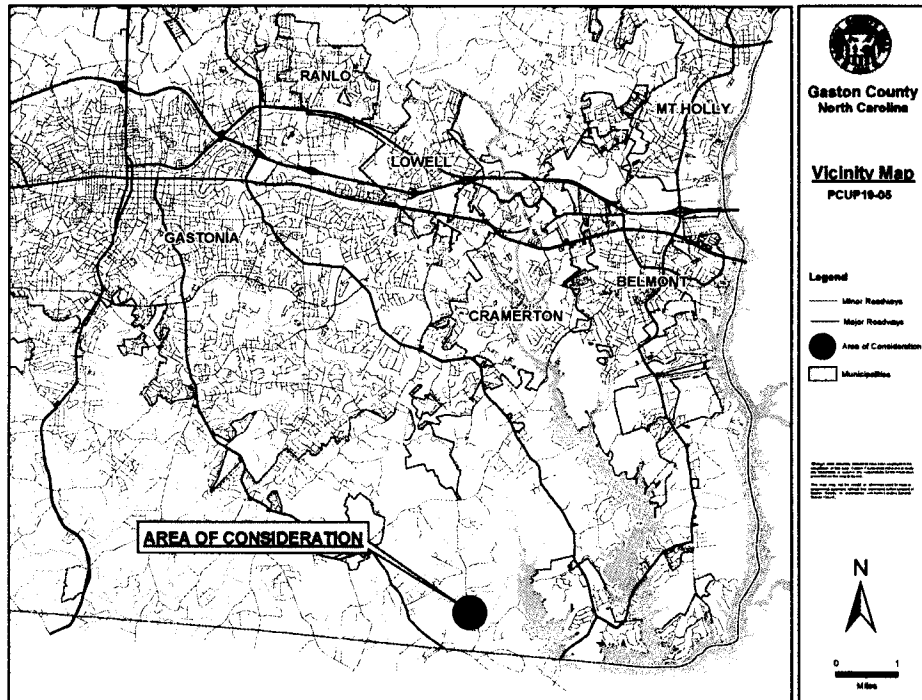 RANLO
MT HOLLY
LOWELL
GASTONIA
BELMONT
CRAMERTON
AREA OF CONSIDERATION
Gaston County
North Carolina
Vicinity Map
PCUP19-05
Legend
Minor Roadways
Major Roadways
Area of Consideration
Municipalities
N
0 1
Miles